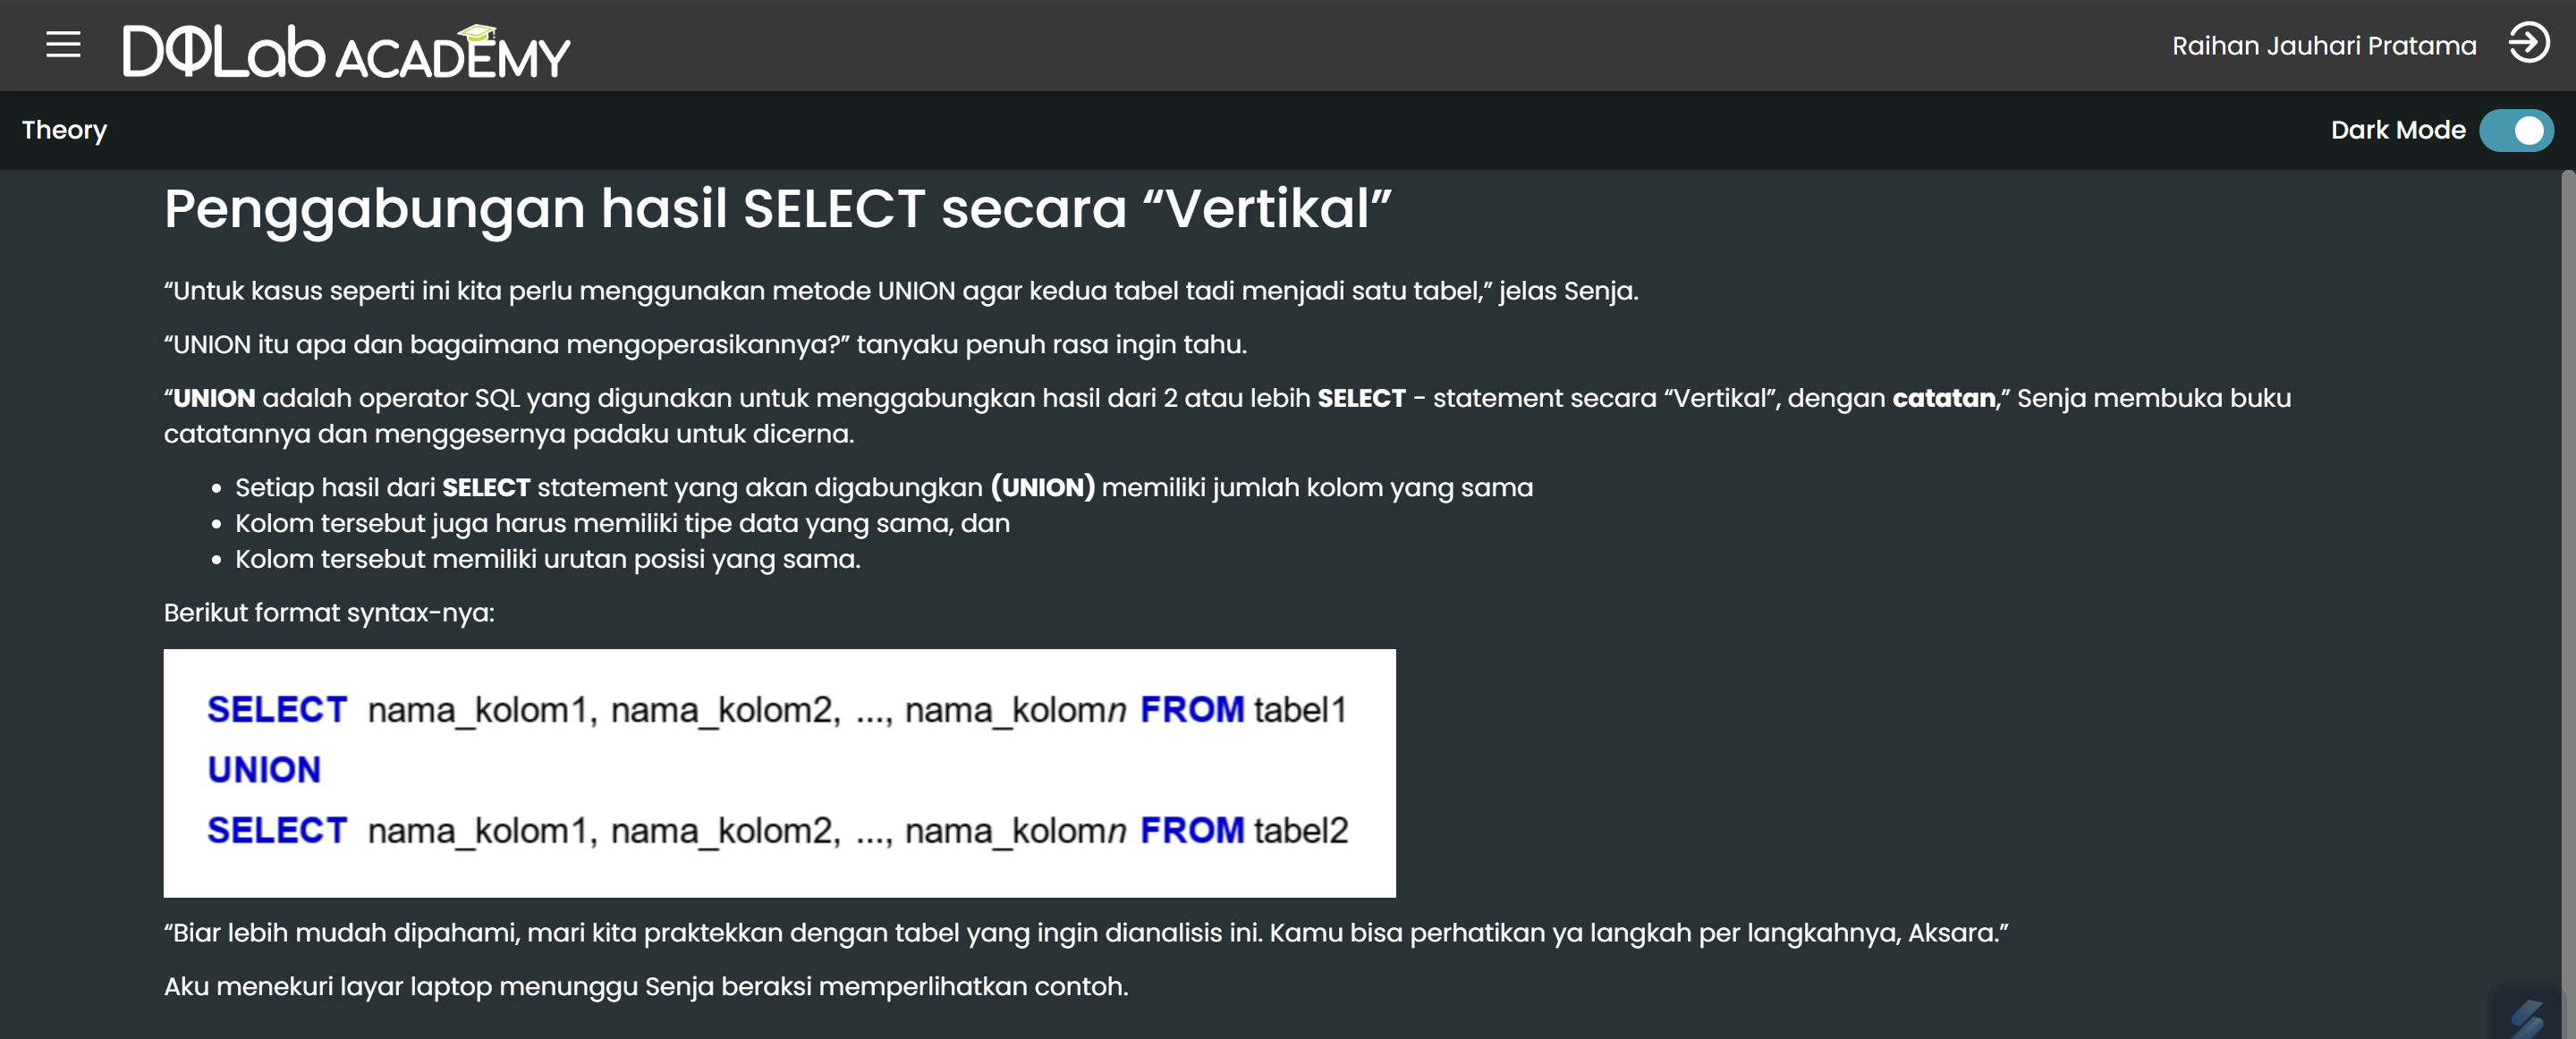 DQLab ACADEMY
Raihan Jauhari Pratama
Theory
Dark Mode
Penggabungan hasil SELECT secara “Vertikal”
“Untuk kasus seperti ini kita perlu menggunakan metode UNION agar kedua tabel tadi menjadi satu tabel,” jelas Senja.
“UNION itu apa dan bagaimana mengoperasikannya?” tanyaku penuh rasa ingin tahu.
“UNION adalah operator SQL yang digunakan untuk menggabungkan hasil dari 2 atau lebih SELECT - statement secara “Vertikal”, dengan catatan,” Senja membuka buku
catatannya dan menggesernya padaku untuk dicerna.
• Setiap hasil dari SELECT statement yang akan digabungkan (UNION) memiliki jumlah kolom yang sama
• Kolom tersebut juga harus memiliki tipe data yang sama, dan
• Kolom tersebut memiliki urutan posisi yang sama.
Berikut format syntax-nya:
SELECT nama_kolom1, nama_kolom2, ..., nama_kolomn FROM tabel1
UNION
SELECT nama_kolom1, nama_kolom2, ..., nama_kolomn FROM tabel2
“Biar lebih mudah dipahami, mari kita praktekkan dengan tabel yang ingin dianalisis ini. Kamu bisa perhatikan ya langkah per langkahnya, Aksara.”
Aku menekuri layar laptop menunggu Senja beraksi memperlihatkan contoh.